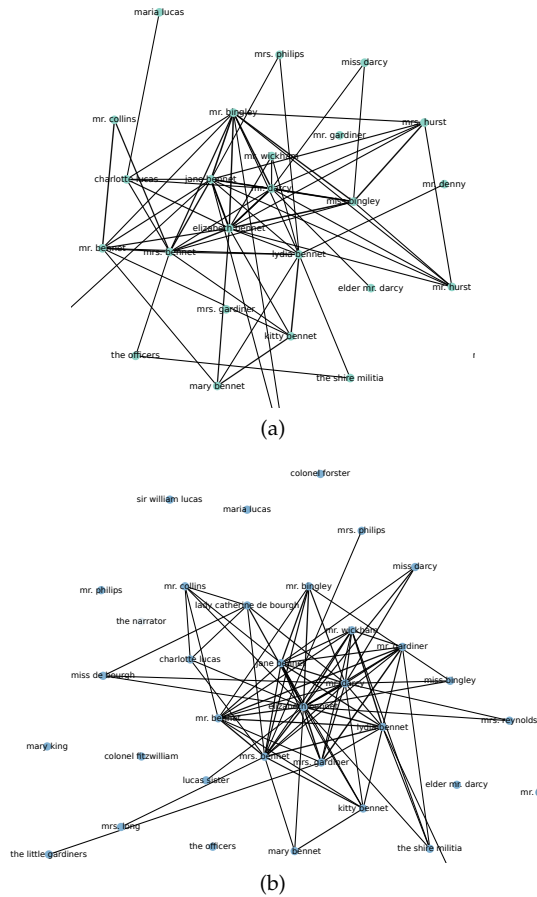 maria lucas
mrs. philips
miss darcy
mr. bingley
mr. collins
mrs. hurst
mr. gardiner
mr. wickham
charlotte lucas
jane bennet
mr. darcy
mr. denny
miss bingley
elizabeth bennet
mr. bennet
mrs. bennet
lydia bennet
elder mr. darcy
mr. hurst
mrs. gardiner
kitty bennet
the officers
the shire militia
mary bennet
(a)
colonel forster
sir william lucas
maria lucas
mrs. philips
miss darcy
mr. philips
mr. collins
mr. bingley
lady catherine de bourgh
the narrator
mr. wickham
mr. gardiner
charlotte lucas
jane bennet
miss de bourgh
mr. darcy
miss bingley
elizabeth bennet
mr. bennet
mrs. reynolds
lydia bennet
mary king
colonel fitzwilliam
mrs. bennet
mrs. gardiner
lucas sister
elder mr. darcy
mr.
kitty bennet
mrs. long
the little gardiners
the officers
mary bennet
the shire militia
(b)